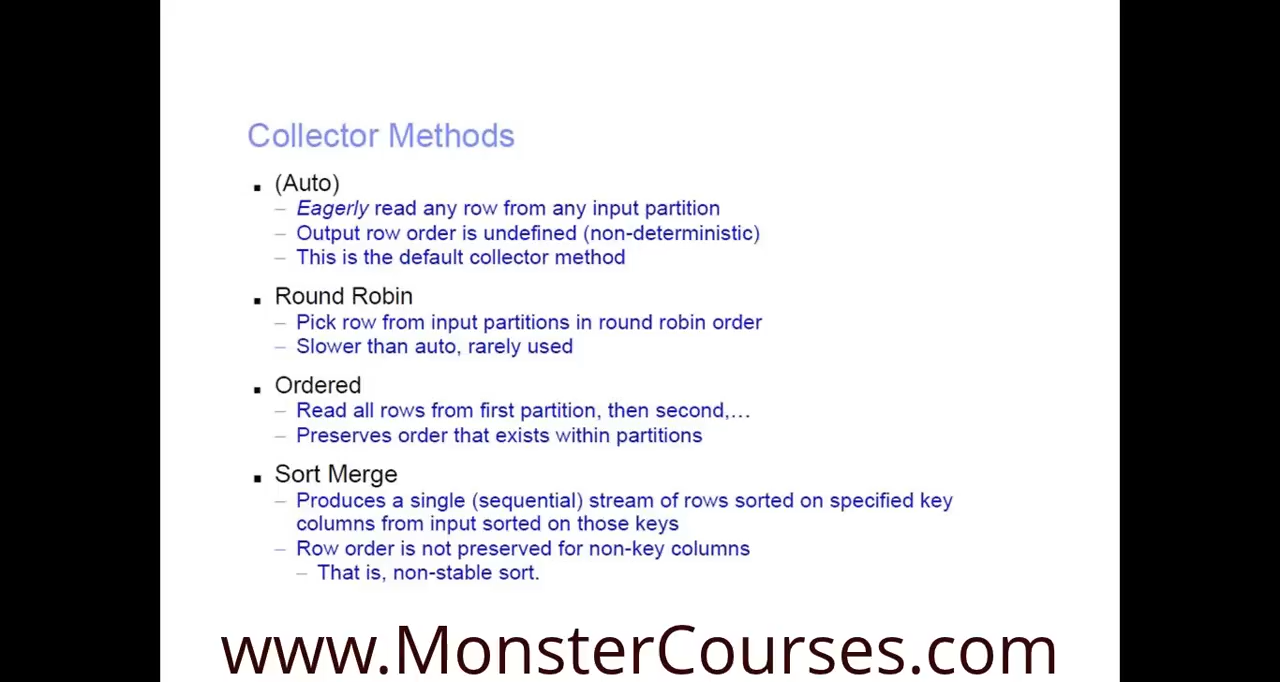 Collector Methods
▪ (Auto)
– Eagerly read any row from any input partition
– Output row order is undefined (non-deterministic)
– This is the default collector method
▪ Round Robin
– Pick row from input partitions in round robin order
– Slower than auto, rarely used
▪ Ordered
– Read all rows from first partition, then second,…
– Preserves order that exists within partitions
▪ Sort Merge
– Produces a single (sequential) stream of rows sorted on specified key
columns from input sorted on those keys
– Row order is not preserved for non-key columns
– That is, non-stable sort.
www.MonsterCourses.com